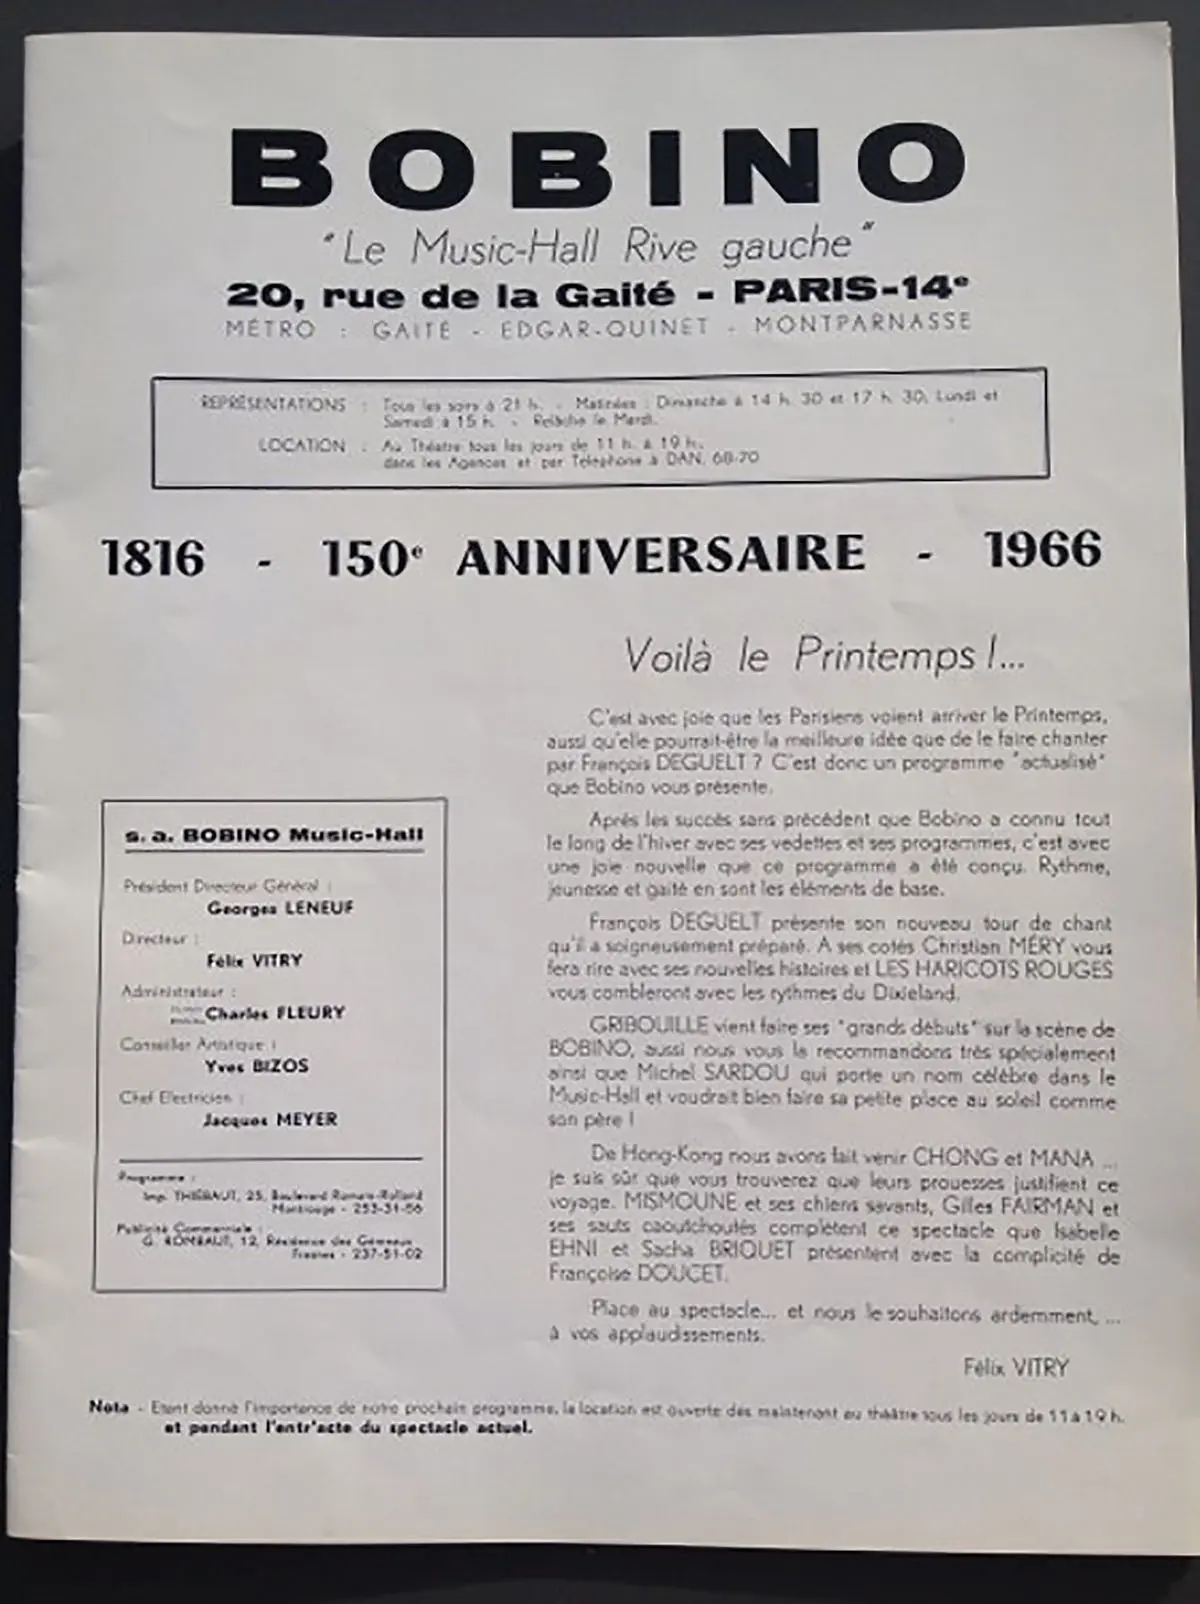 BOBINO
"Le Music-Hall Rive gauche"
20, rue de la Gaité - PARIS-14e
MÉTRO : GAITÉ - EDGAR-QUINET - MONTPARNASSE
REPRÉSENTATIONS : Tous les soirs à 21 h. - Matinées : Dimanche à 14 h. 30 et 17 h. 30, Lundi et
Samedi à 15 h. - Relâche le Mardi.
LOCATION : Au Théâtre tous les jours de 11 h. à 19 h.
dans les Agences et par Téléphone à DAN. 68-70
1816 - 150e ANNIVERSAIRE - 1966
Voilà le Printemps !...
C'est avec joie que les Parisiens voient arriver le Printemps,
aussi qu'elle pourrait-être la meilleure idée que de le faire chanter
par François DEGUELT ? C'est donc un programme "actualisé"
que Bobino vous présente.
Après les succès sans précédent que Bobino a connu tout
le long de l'hiver avec ses vedettes et ses programmes, c'est avec
une joie nouvelle que ce programme a été conçu. Rythme,
jeunesse et gaité en sont les éléments de base.
François DEGUELT présente son nouveau tour de chant
qu'il a soigneusement préparé. A ses cotés Christian MÉRY vous
fera rire avec ses nouvelles histoires et LES HARICOTS ROUGES
vous combleront avec les rythmes du Dixieland.
GRIBOUILLE vient faire ses "grands débuts" sur la scène de
BOBINO, aussi nous vous la recommandons très spécialement
ainsi que Michel SARDOU qui porte un nom célèbre dans le
Music-Hall et voudrait bien faire sa petite place au soleil comme
son père !
De Hong-Kong nous avons fait venir CHONG et MANA ...
je suis sûr que vous trouverez que leurs prouesses justifient ce
voyage. MISMOUNE et ses chiens savants, Gilles FAIRMAN et
ses sauts caoutchoutés complètent ce spectacle que Isabelle
EHNI et Sacha BRIQUET présentent avec la complicité de
Françoise DOUCET.
Place au spectacle... et nous le souhaitons ardemment, ...
à vos applaudissements.
Félix VITRY
s. a. BOBINO Music-Hall
Président Directeur Général :
Georges LENEUF
Directeur :
Félix VITRY
Administrateur :
Charles FLEURY
Conseiller Artistique :
Yves BIZOS
Chef Electricien :
Jacques MEYER
Programme :
Imp. THIÉBAUT, 25, Boulevard Romain-Rolland
Montrouge - 253-31-56
Publicité Commerciale :
G. ROMBAUT, 12, Résidence des Gémeaux
Fresnes - 237-51-02
Nota - Etant donné l'importance de notre prochain programme, la location est ouverte dès maintenant au théâtre tous les jours de 11 à 19 h.
et pendant l'entr'acte du spectacle actuel.